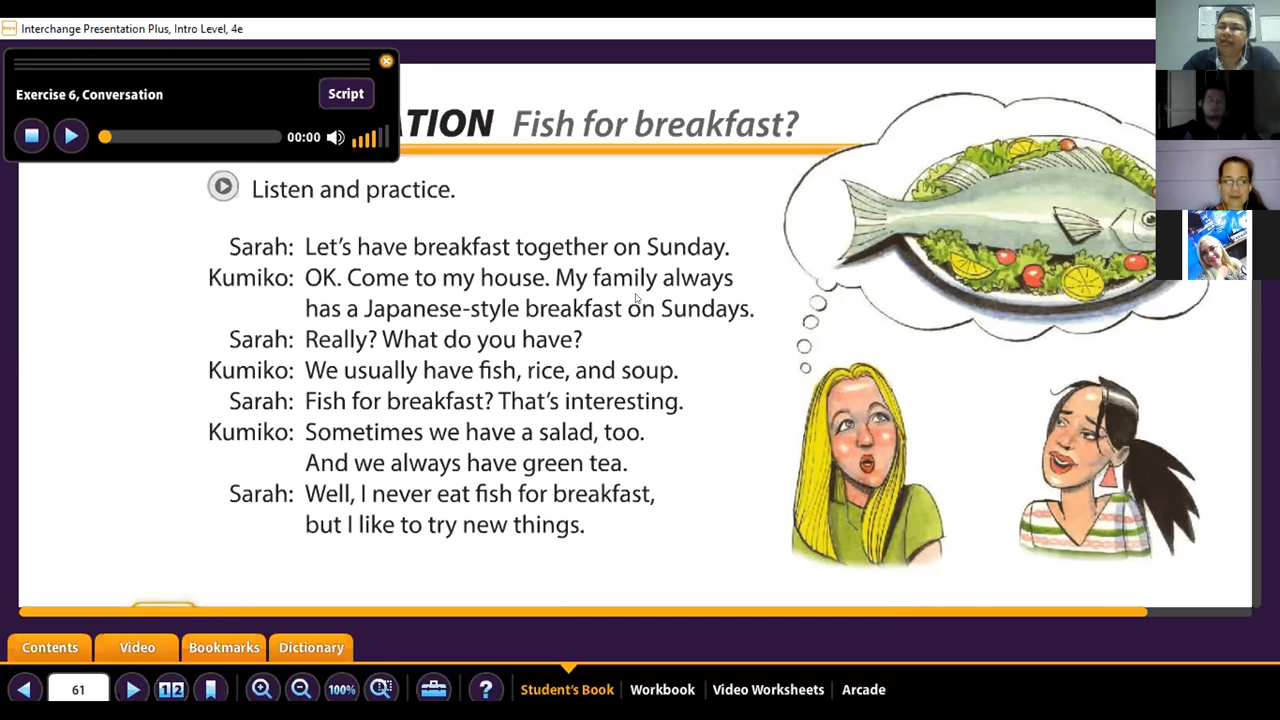 Interchange Presentation Plus, Intro Level, 4e
Exercise 6, Conversation
Script
00:00
ATION Fish for breakfast?
Listen and practice.
Sarah: Let's have breakfast together on Sunday.
Kumiko: OK. Come to my house. My family always
has a Japanese-style breakfast on Sundays.
Sarah: Really? What do you have?
Kumiko: We usually have fish, rice, and soup.
Sarah: Fish for breakfast? That's interesting.
Kumiko: Sometimes we have a salad, too.
And we always have green tea.
Sarah: Well, I never eat fish for breakfast,
but I like to try new things.
Contents Video Bookmarks Dictionary
61 12 100% ? Student's Book Workbook Video Worksheets Arcade